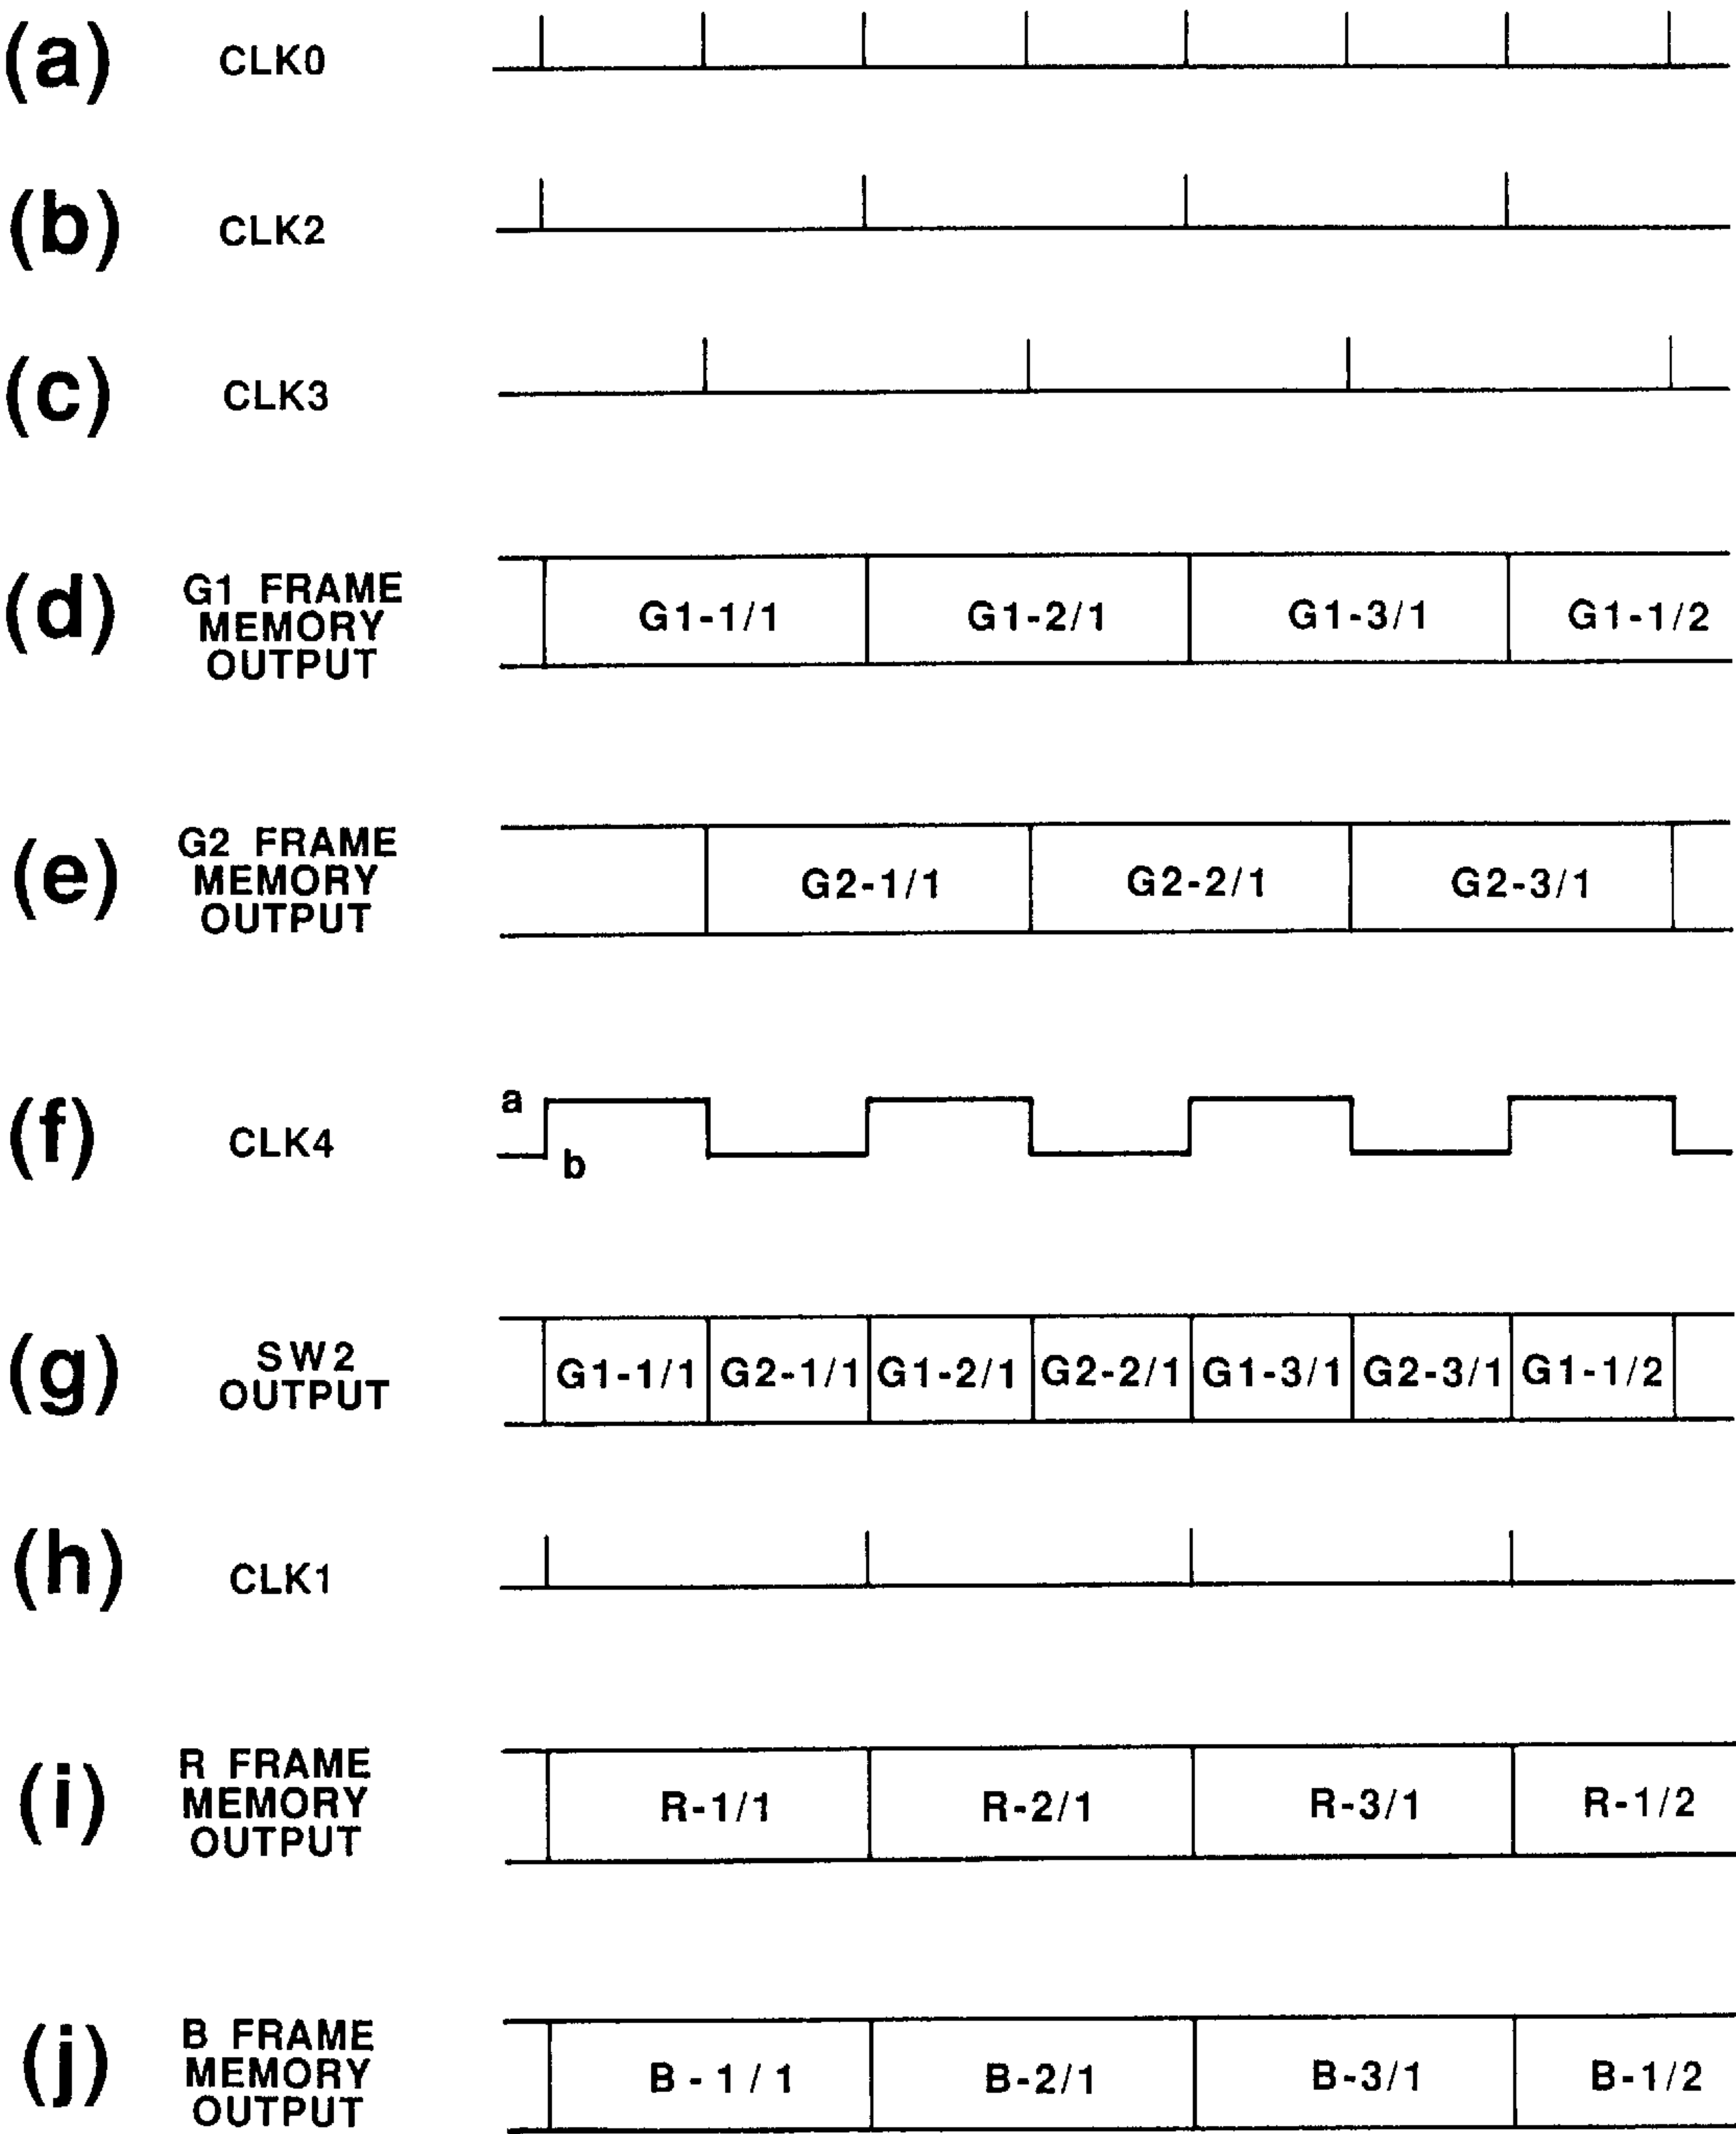 (a) CLK0
(b) CLK2
(c) CLK3
(d) G1 FRAME
MEMORY
OUTPUT
G1-1/1 G1-2/1 G1-3/1 G1-1/2
(e) G2 FRAME
MEMORY
OUTPUT
G2-1/1 G2-2/1 G2-3/1
(f) CLK4
a
b
(g) SW2
OUTPUT
G1-1/1 G2-1/1 G1-2/1 G2-2/1 G1-3/1 G2-3/1 G1-1/2
(h) CLK1
(i) R FRAME
MEMORY
OUTPUT
R-1/1 R-2/1 R-3/1 R-1/2
(j) B FRAME
MEMORY
OUTPUT
B-1/1 B-2/1 B-3/1 B-1/2